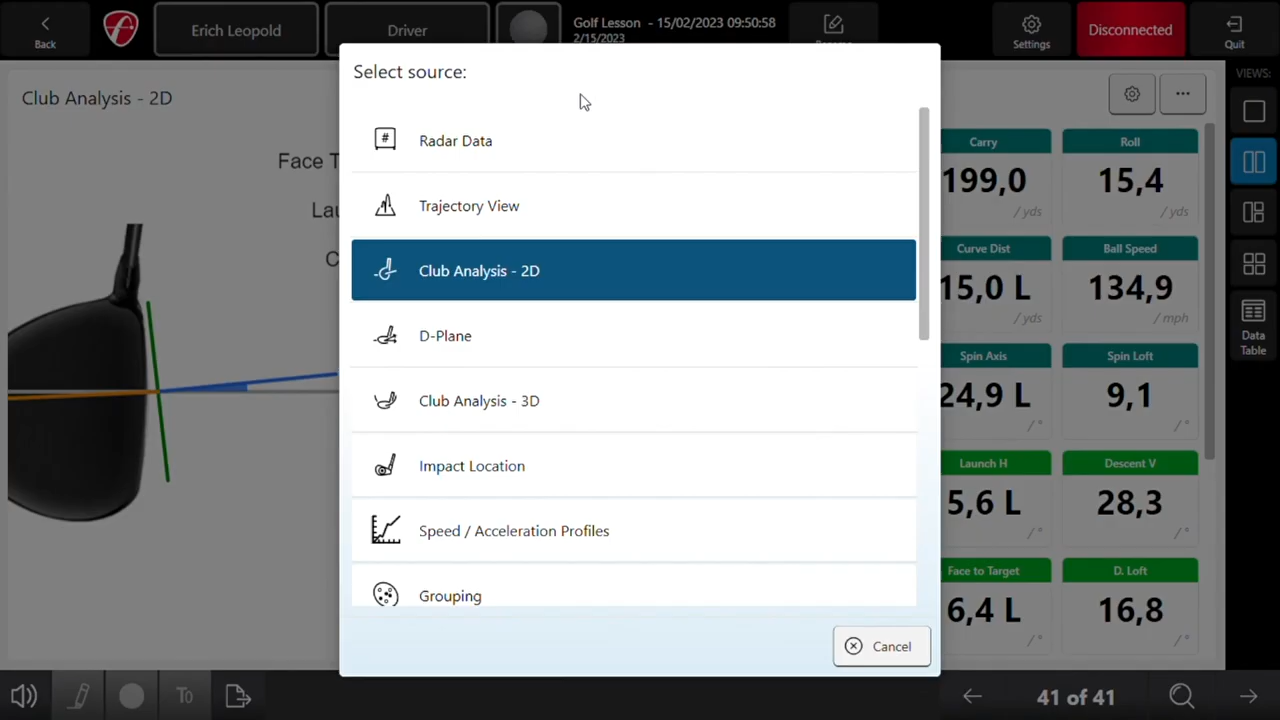 Back
Erich Leopold
Driver
Golf Lesson - 15/02/2023 09:50:58
2/15/2023
Settings
Disconnected
Quit
Club Analysis - 2D
Face T
Lau
C
Select source:
#
Radar Data
Trajectory View
Club Analysis - 2D
D-Plane
Club Analysis - 3D
Impact Location
Speed / Acceleration Profiles
Grouping
Cancel
...
VIEWS:
Data
Table
Carry
199,0
/ yds
Roll
15,4
/ yds
Curve Dist
15,0 L
/ yds
Ball Speed
134,9
/ mph
Spin Axis
24,9 L
/ °
Spin Loft
9,1
/ °
Launch H
5,6 L
/ °
Descent V
28,3
/ °
Face to Target
6,4 L
/ °
D. Loft
16,8
/ °
T0
41 of 41